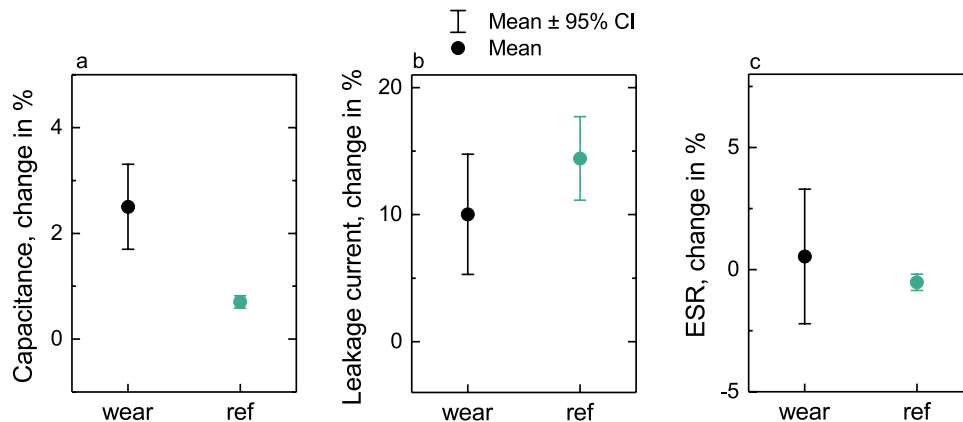 Mean ± 95% CI
Mean
a
Capacitance, change in %
4
2
0
wear ref
b
Leakage current, change in %
20
10
0
wear ref
c
ESR, change in %
5
0
-5
wear ref